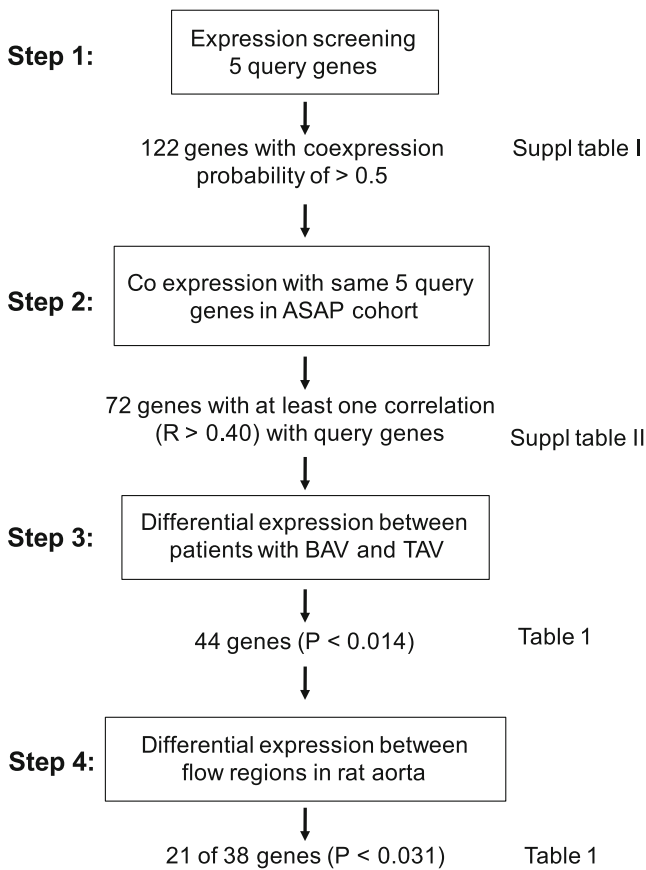 Step 1:
Expression screening
5 query genes
122 genes with coexpression
probability of > 0.5
Suppl table I
Step 2:
Co expression with same 5 query
genes in ASAP cohort
72 genes with at least one correlation
(R > 0.40) with query genes
Suppl table II
Step 3:
Differential expression between
patients with BAV and TAV
44 genes (P < 0.014)
Table 1
Step 4:
Differential expression between
flow regions in rat aorta
21 of 38 genes (P < 0.031)
Table 1